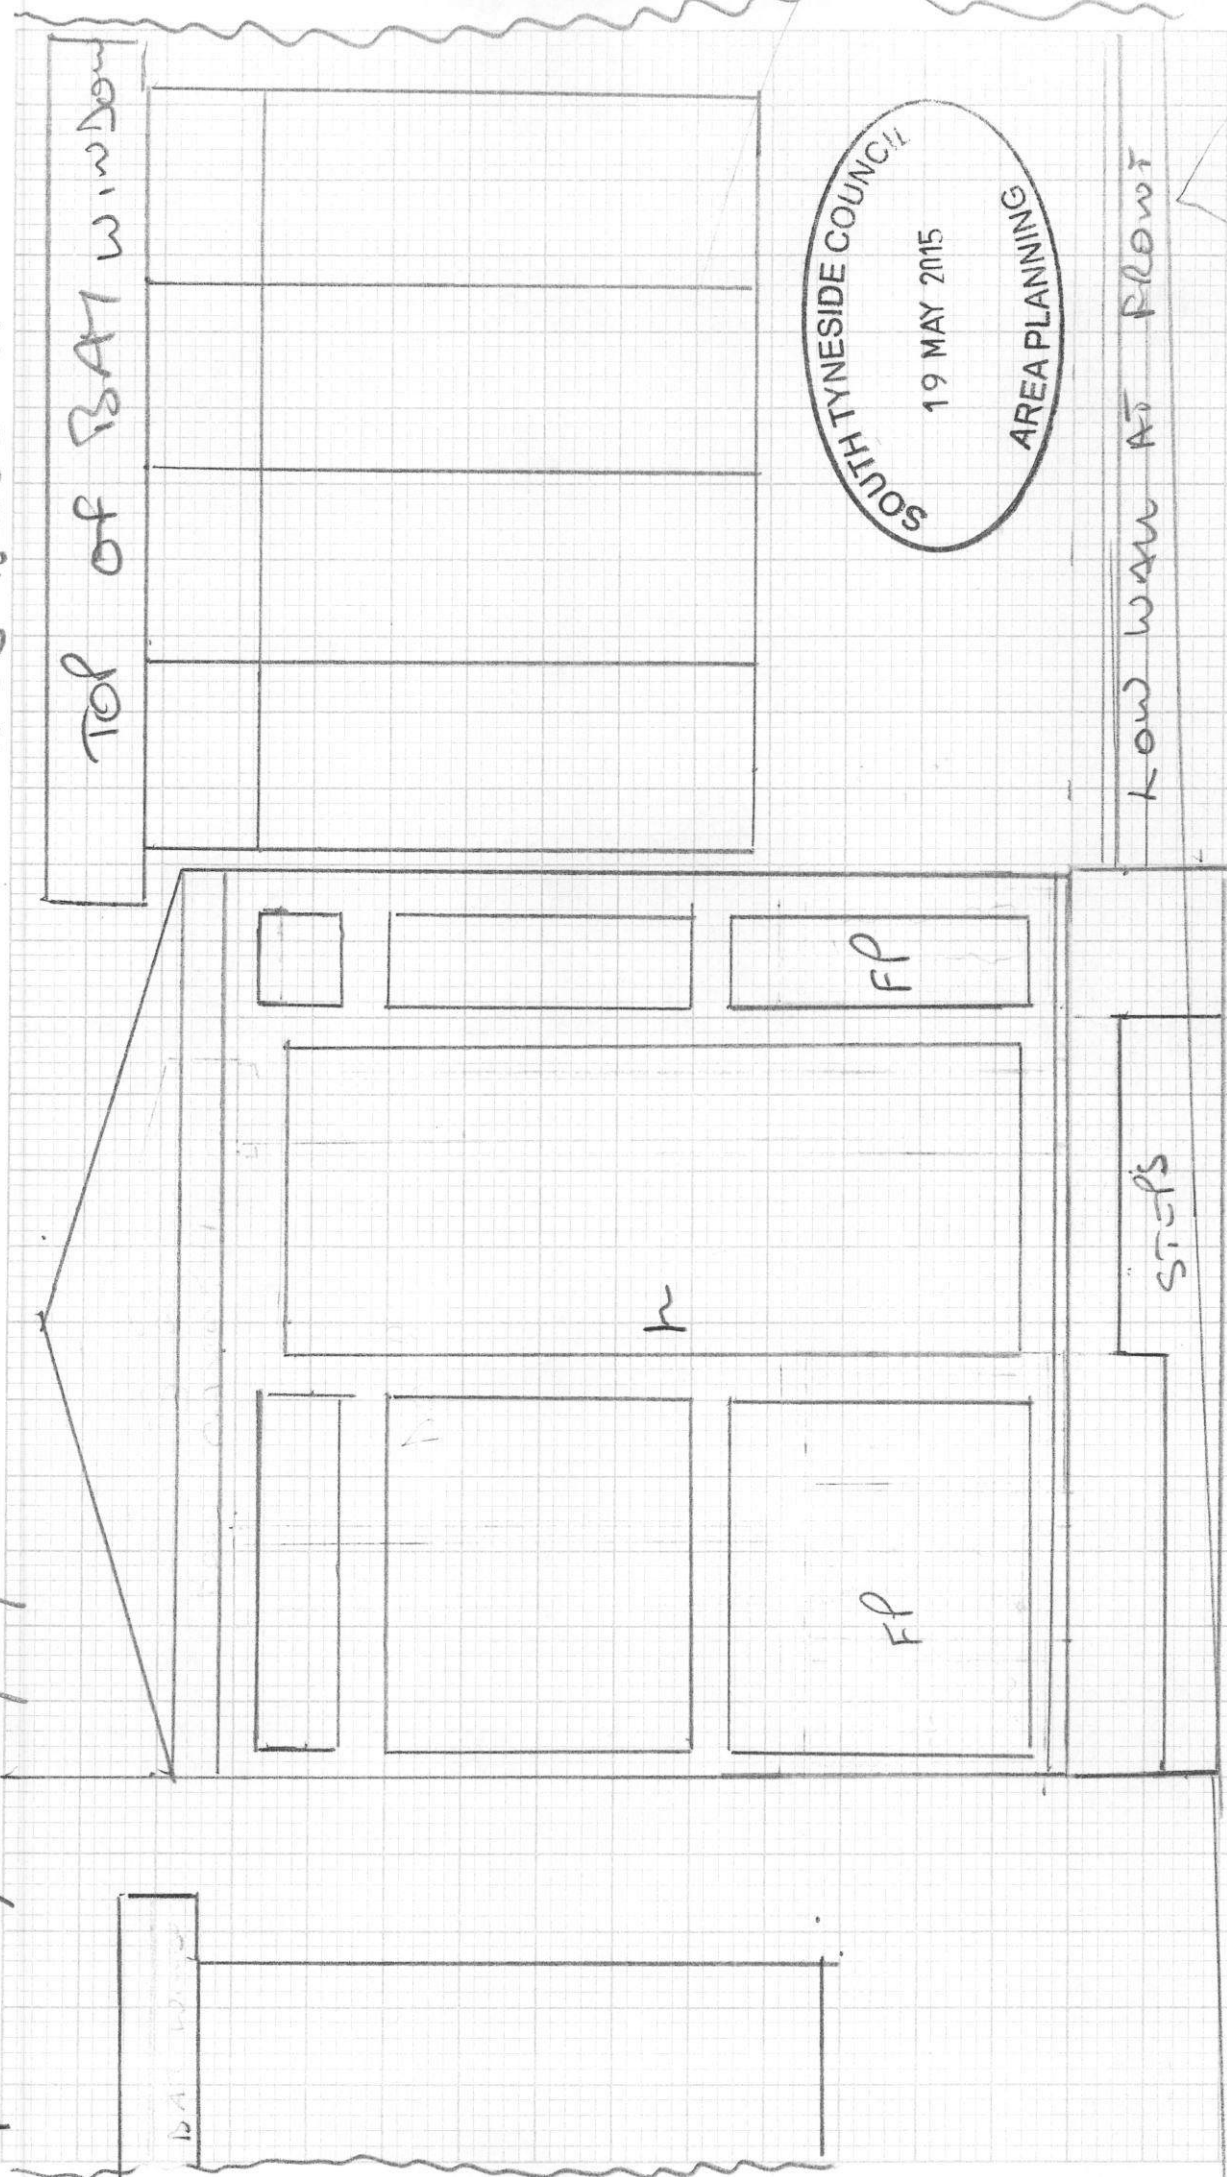 TOP OF BAY WINDOW
SOUTH TYNESIDE COUNCIL
19 MAY 2015
AREA PLANNING
LOW WALL AT FRONT
FP
FP
STEPS